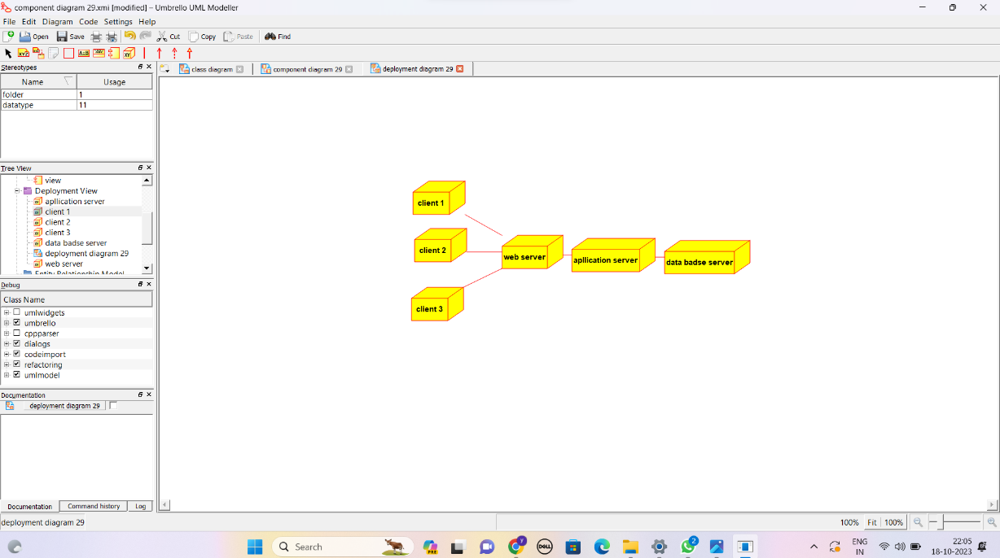 component diagram 29.xmi [modified] – Umbrello UML Modeller
File Edit Diagram Code Settings Help
Open Save Cut Copy Paste Find
Stereotypes
Name Usage
folder 1
datatype 11
class diagram component diagram 29 deployment diagram 29
Tree View
view
Deployment View
apllication server
client 1
client 2
client 3
data badse server
deployment diagram 29
web server
Entity Relationship Model
client 1
client 2
web server apllication server data badse server
client 3
Debug
Class Name
umlwidgets
umbrello
cppparser
dialogs
codeimport
refactoring
umlmodel
Documentation
deployment diagram 29
Documentation Command history Log
deployment diagram 29 100% Fit 100%
Search
ENG
IN
22:05
18-10-2023